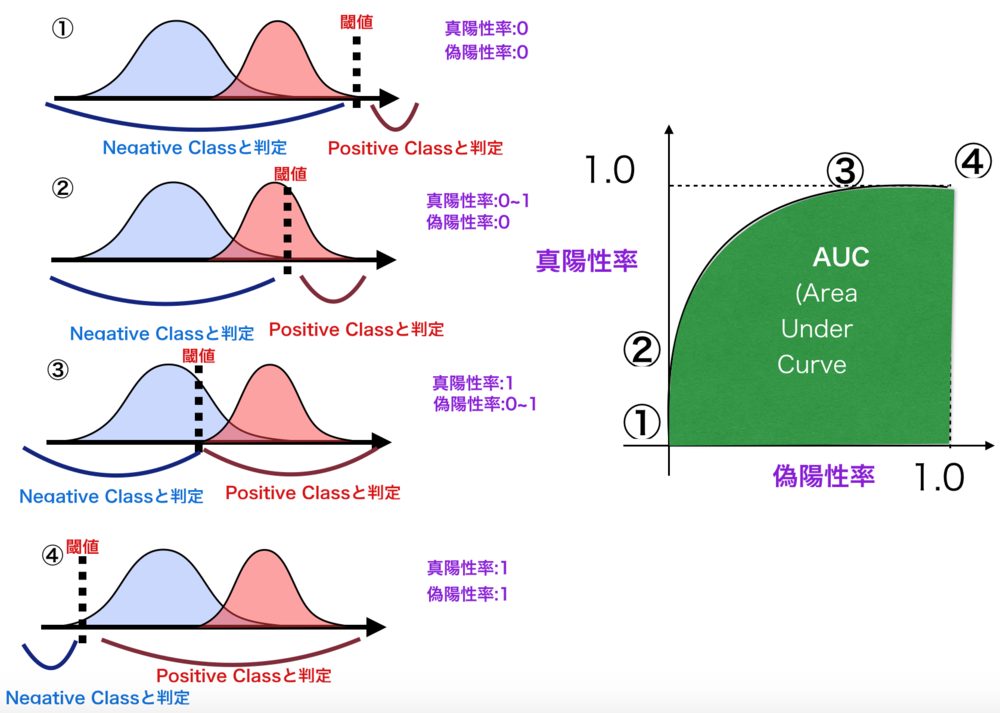 ①
閾値
真陽性率:0
偽陽性率:0
Negative Classと判定
Positive Classと判定
②
閾値
真陽性率:0~1
偽陽性率:0
Negative Classと判定
Positive Classと判定
③
閾値
真陽性率:1
偽陽性率:0~1
Negative Classと判定
Positive Classと判定
④
閾値
真陽性率:1
偽陽性率:1
Positive Classと判定
Negative Classと判定
1.0
③
④
真陽性率
AUC
(Area
Under
Curve
②
①
偽陽性率
1.0